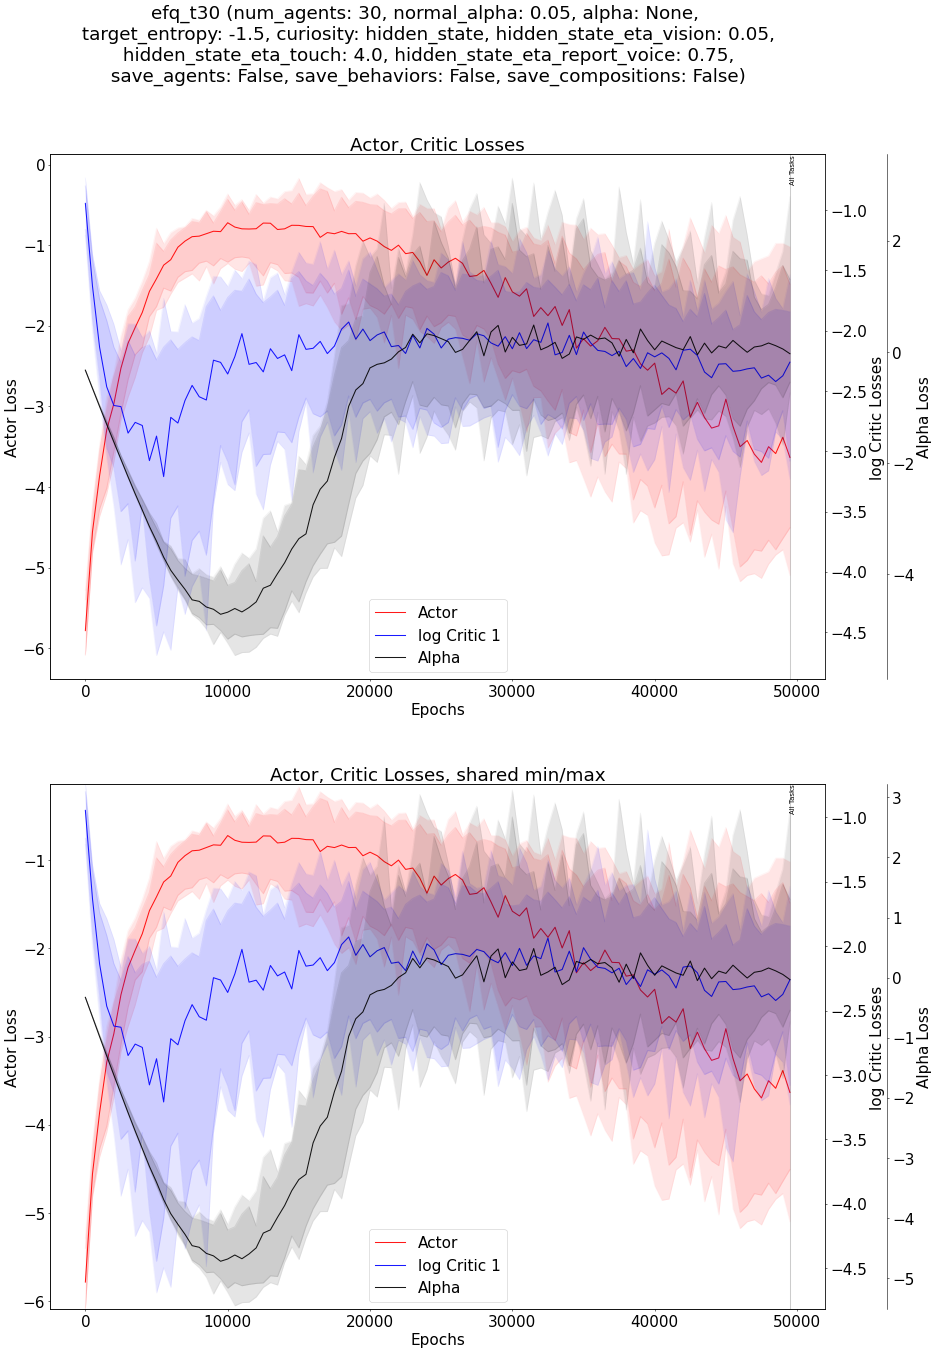 efq_t30 (num_agents: 30, normal_alpha: 0.05, alpha: None,
target_entropy: -1.5, curiosity: hidden_state, hidden_state_eta_vision: 0.05,
hidden_state_eta_touch: 4.0, hidden_state_eta_report_voice: 0.75,
save_agents: False, save_behaviors: False, save_compositions: False)
Actor, Critic Losses
All Tasks
0
−1
−2
−3
−4
−5
−6
Actor Loss
−1.0
−1.5
−2.0
−2.5
−3.0
−3.5
−4.0
−4.5
log Critic Losses
2
0
−2
−4
Alpha Loss
Actor
log Critic 1
Alpha
0 10000 20000 30000 40000 50000
Epochs
Actor, Critic Losses, shared min/max
All Tasks
−1
−2
−3
−4
−5
−6
Actor Loss
−1.0
−1.5
−2.0
−2.5
−3.0
−3.5
−4.0
−4.5
log Critic Losses
3
2
1
0
−1
−2
−3
−4
−5
Alpha Loss
Actor
log Critic 1
Alpha
0 10000 20000 30000 40000 50000
Epochs